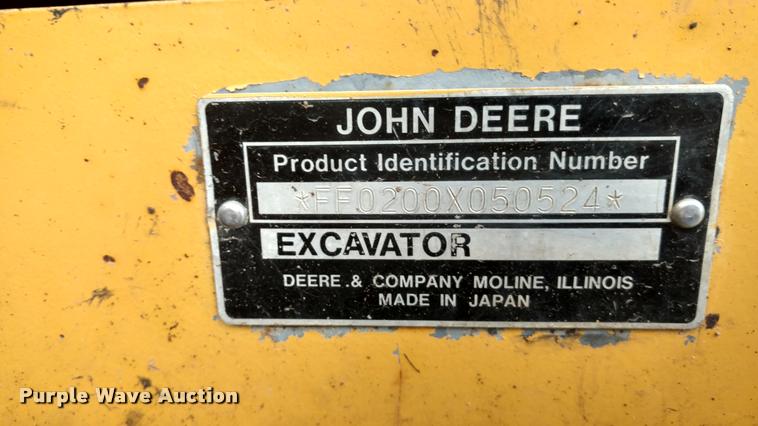 JOHN DEERE
Product Identification Number
*FF0200X050524*
EXCAVATOR
DEERE & COMPANY MOLINE, ILLINOIS
MADE IN JAPAN
Purple Wave Auction